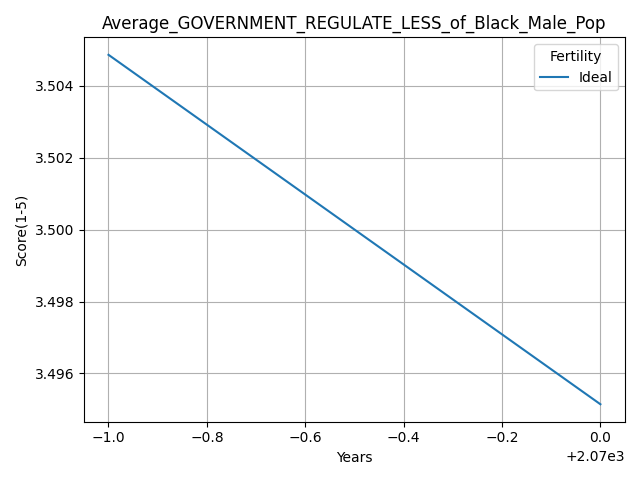 Average_GOVERNMENT_REGULATE_LESS_of_Black_Male_Pop
Fertility
Ideal
3.504
3.502
3.500
3.498
3.496
Score(1-5)
−1.0
−0.8
−0.6
−0.4
−0.2
0.0
+2.07e3
Years